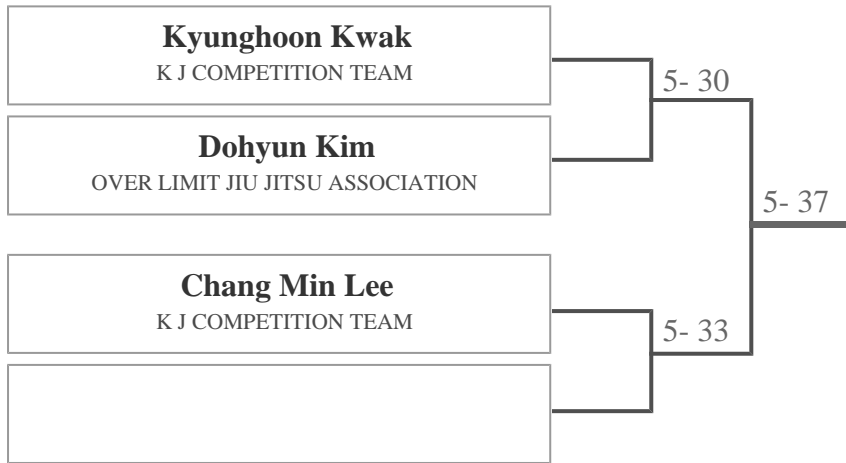 Kyunghoon Kwak
K J COMPETITION TEAM
5- 30
Dohyun Kim
OVER LIMIT JIU JITSU ASSOCIATION
5- 37
Chang Min Lee
K J COMPETITION TEAM
5- 33